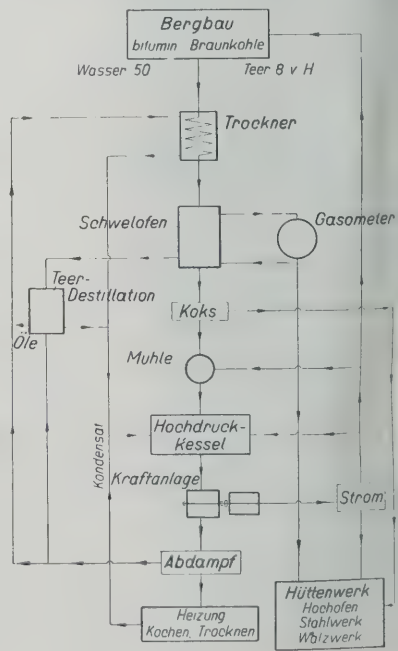 Bergbau
bitumin Braunkohle
Wasser 50
Teer 8 v H
Trockner
Schwelofen
Gasometer
Teer-
Destillation
Öle
[Koks]
Muhle
Hochdruck-
Kessel
Kondensat
Kraftanlage
[Strom]
Abdampf
Heizung
Kochen, Trocknen
Hüttenwerk
Hochofen
Stahlwerk
Walzwerk